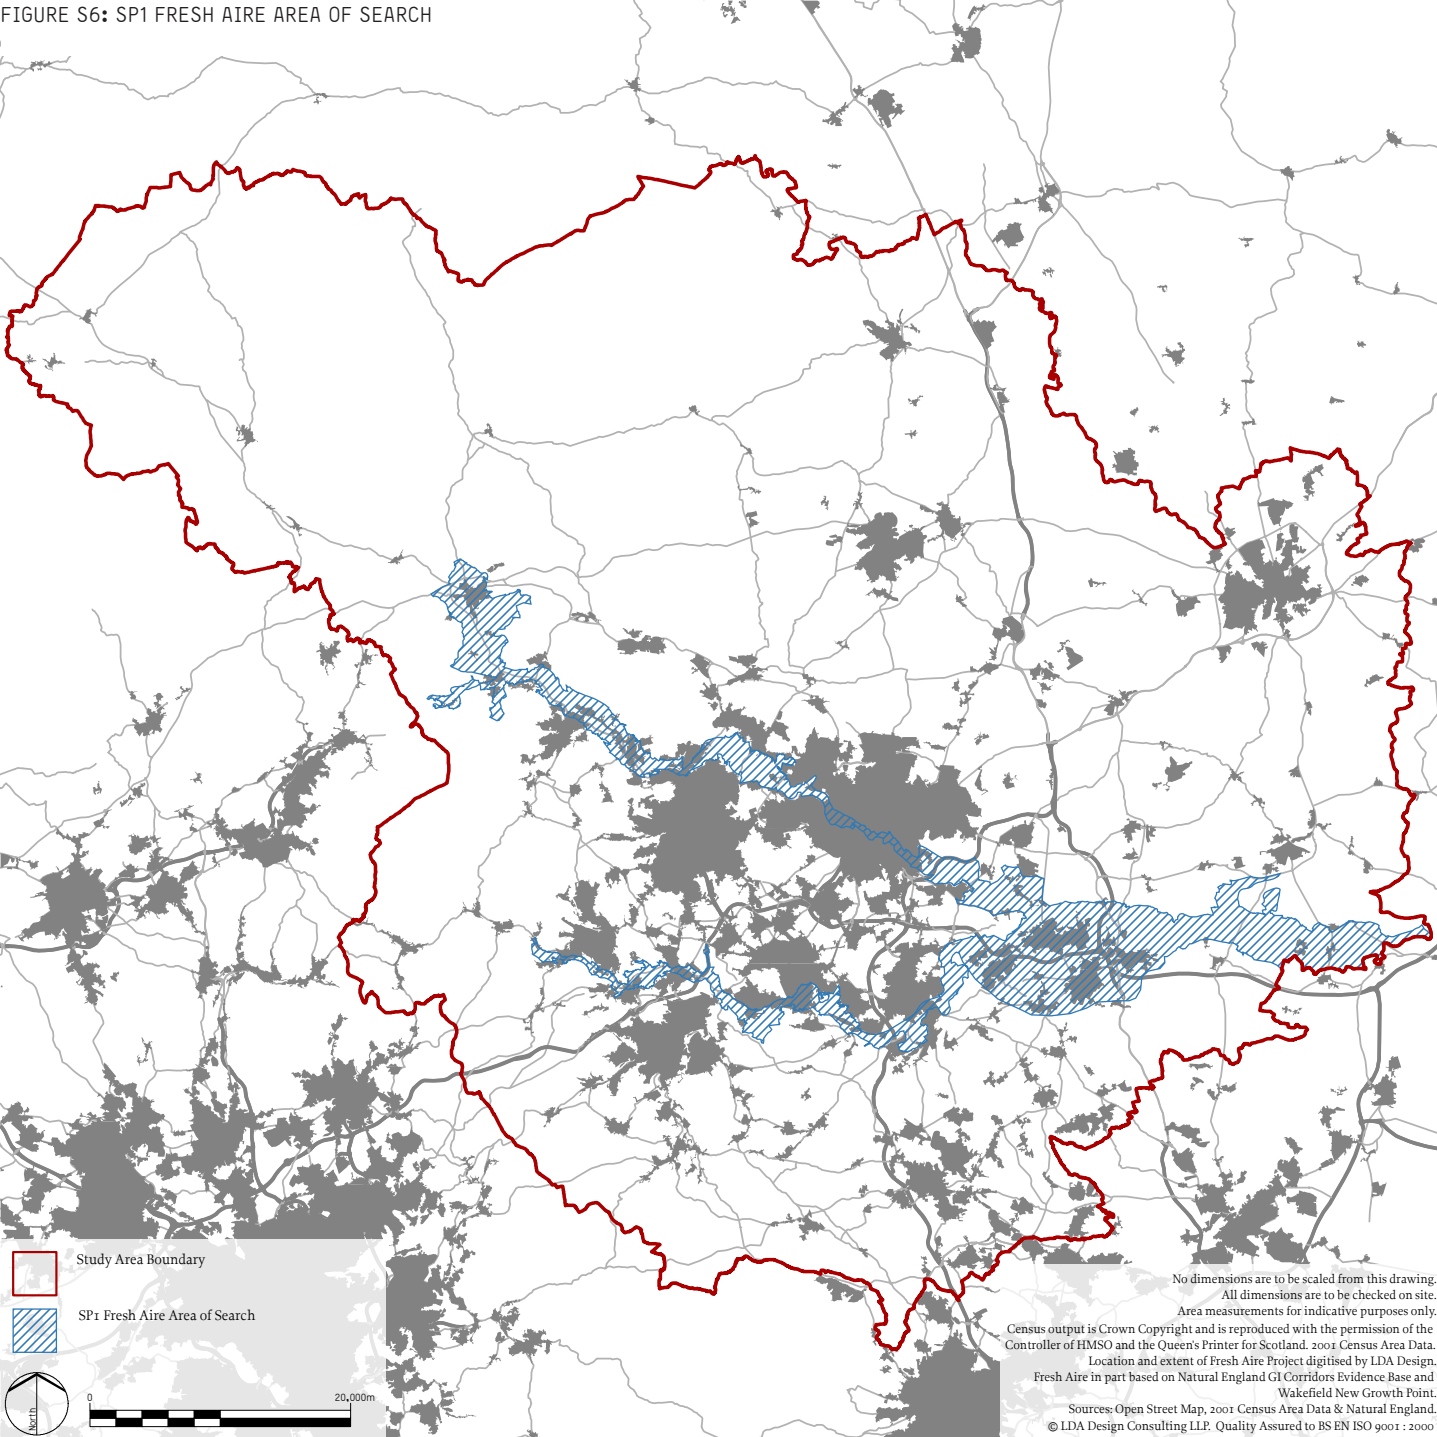 FIGURE S6: SP1 FRESH AIRE AREA OF SEARCH
Study Area Boundary
SP1 Fresh Aire Area of Search
North
0
20,000m
No dimensions are to be scaled from this drawing.
All dimensions are to be checked on site.
Area measurements for indicative purposes only.
Census output is Crown Copyright and is reproduced with the permission of the
Controller of HMSO and the Queen's Printer for Scotland. 2001 Census Area Data.
Location and extent of Fresh Aire Project digitised by LDA Design.
Fresh Aire in part based on Natural England GI Corridors Evidence Base and
Wakefield New Growth Point.
Sources: Open Street Map, 2001 Census Area Data & Natural England.
© LDA Design Consulting LLP. Quality Assured to BS EN ISO 9001 : 2000